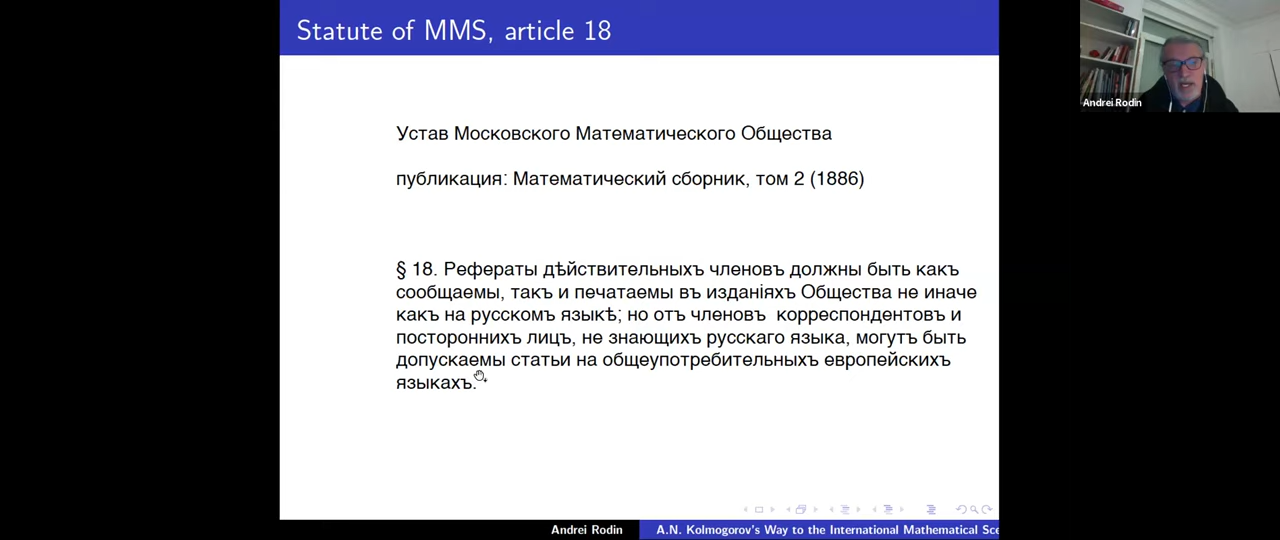 Statute of MMS, article 18
Andrei Rodin
Устав Московского Математического Общества
публикация: Математический сборник, том 2 (1886)
§ 18. Рефераты дѣйствительныхъ членовъ должны быть какъ
сообщаемы, такъ и печатаемы въ изданіяхъ Общества не иначе
какъ на русскомъ языкѣ; но отъ членовъ корреспондентовъ и
постороннихъ лицъ, не знающихъ русскаго языка, могутъ быть
допускаемы статьи на общеупотребительныхъ европейскихъ
языкахъ.
Andrei Rodin
A.N. Kolmogorov's Way to the International Mathematical Sce